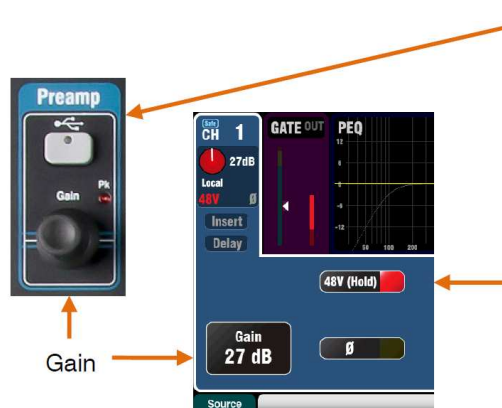 Preamp
Gain
Pk
Gain
Safe
CH 1
27dB
Local
48V Ø
Insert
Delay
GATE OUT
PEQ
12
6
0
-6
-12
50 100 200
48V (Hold)
Gain
27 dB
Ø
Source